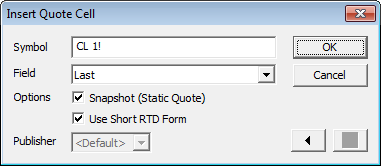 Insert Quote Cell
Symbol CL 1! OK
Field Last Cancel
Options Snapshot (Static Quote)
Use Short RTD Form
Publisher <Default>